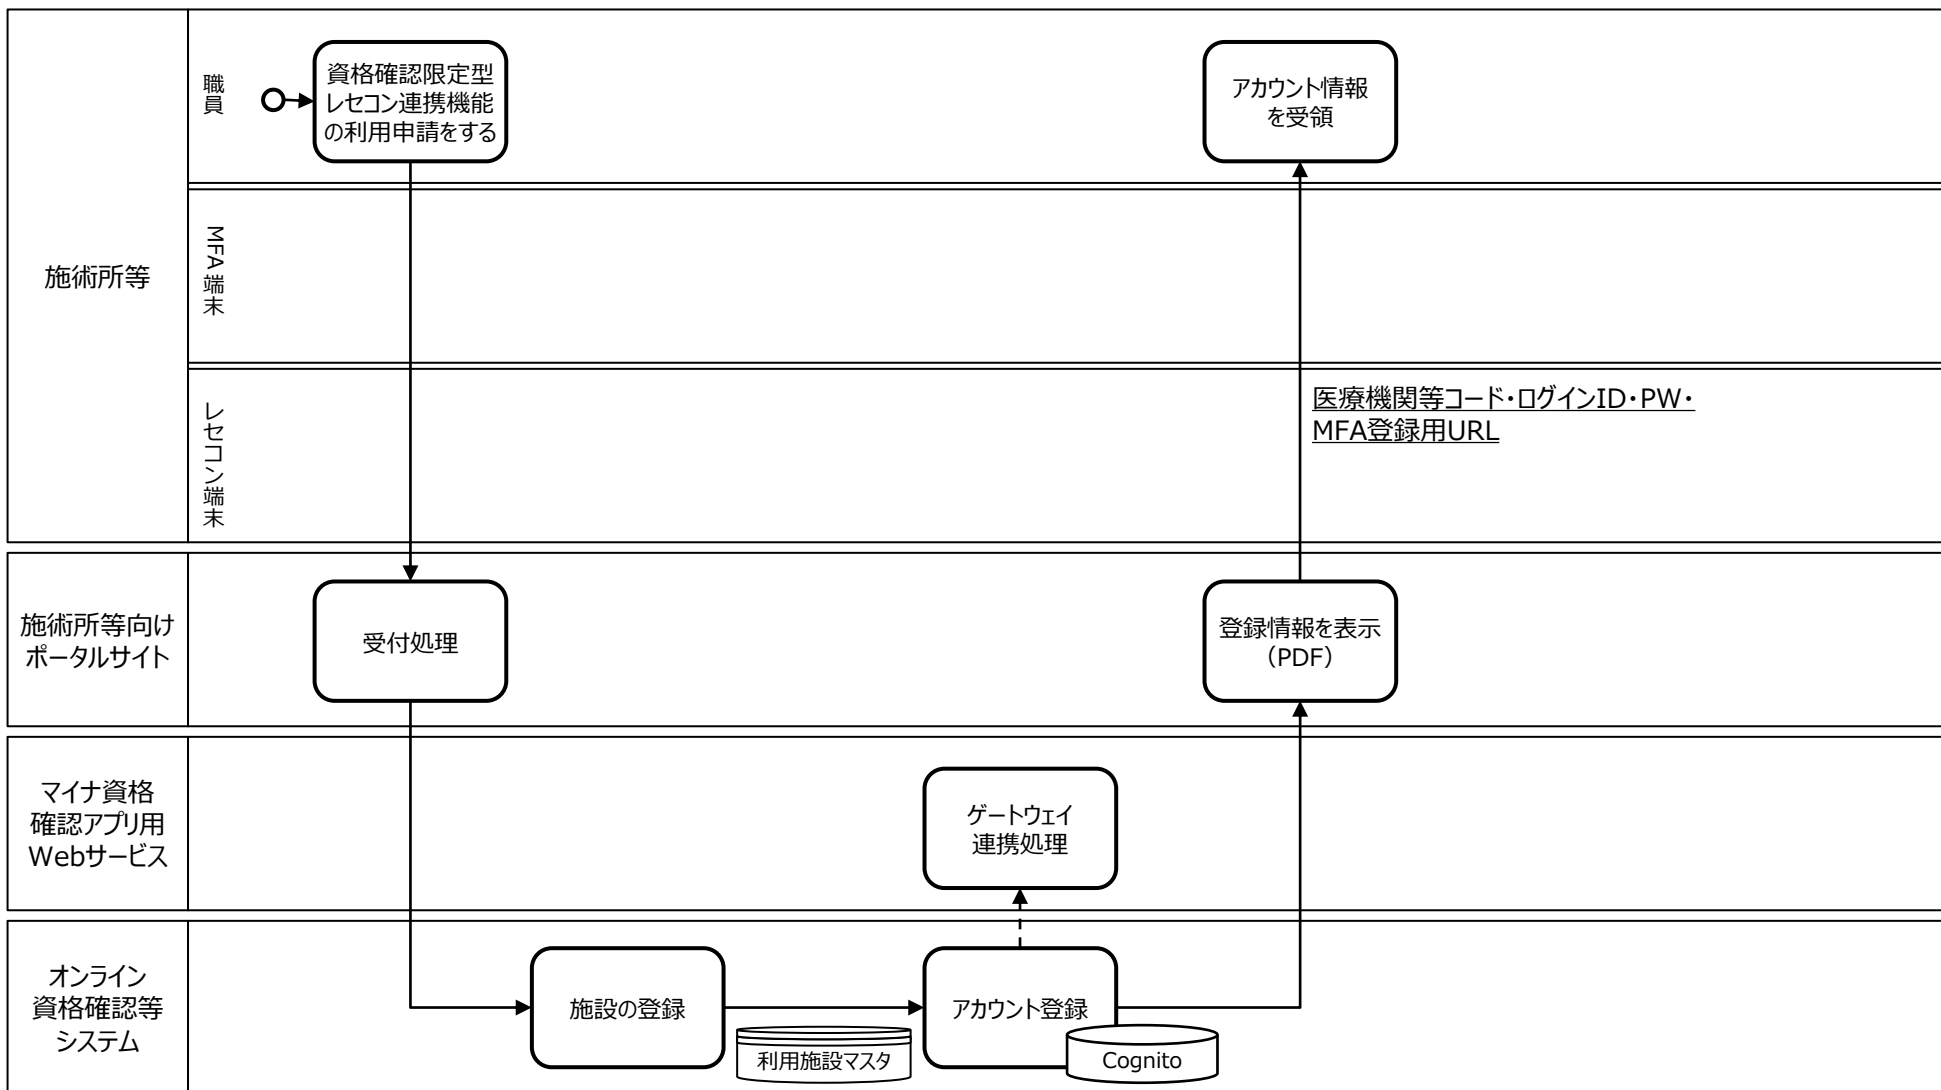 施術所等
職員
資格確認限定型
レセコン連携機能
の利用申請をする
アカウント情報
を受領
MFA端末
レセコン端末
医療機関等コード・ログインID・PW・
MFA登録用URL
施術所等向け
ポータルサイト
受付処理
登録情報を表示
（PDF）
マイナ資格
確認アプリ用
Webサービス
ゲートウェイ
連携処理
オンライン
資格確認等
システム
施設の登録
利用施設マスタ
アカウント登録
Cognito